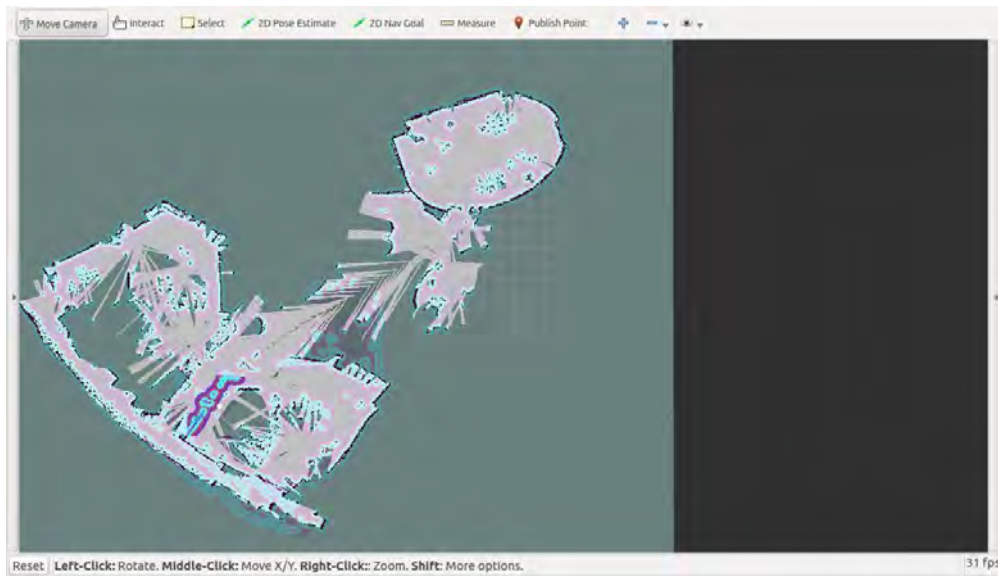 Move Camera Interact Select 2D Pose Estimate 2D Nav Goal Measure Publish Point
Reset Left-Click: Rotate. Middle-Click: Move X/Y. Right-Click:: Zoom. Shift: More options. 31 fps